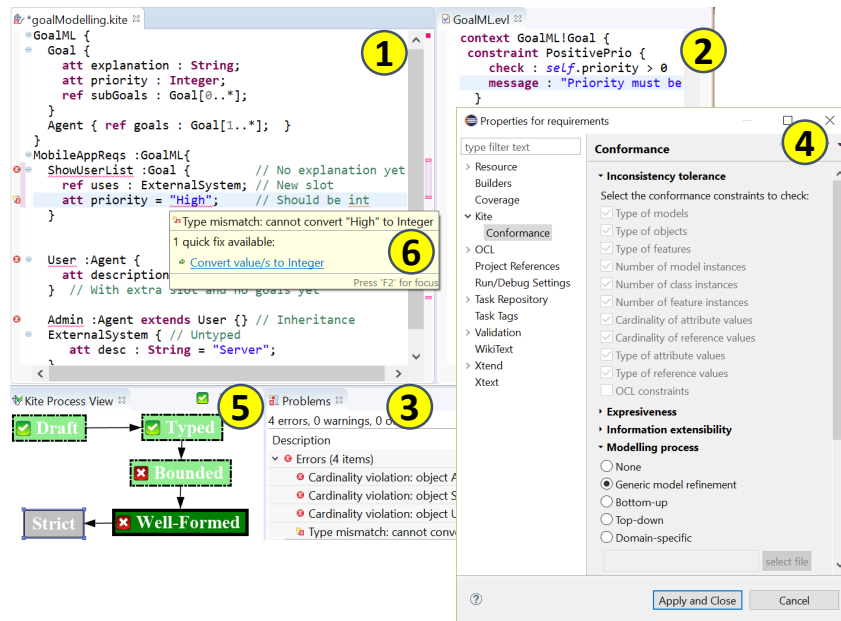 *goalModelling.kite
GoalML {
Goal {
att explanation : String;
att priority : Integer;
ref subGoals : Goal[0..*];
}
Agent { ref goals : Goal[1..*]; }
}
MobileAppReqs :GoalML{
ShowUserList :Goal { // No explanation yet
ref uses : ExternalSystem; // New slot
att priority = "High"; // Should be int
}
Type mismatch: cannot convert "High" to Integer
1 quick fix available:
Convert value/s to Integer
Press 'F2' for focus
User :Agent {
att description
} // With extra slot and no goals yet
Admin :Agent extends User {} // Inheritance
ExternalSystem { // Untyped
att desc : String = "Server";
}
1
6
GoalML.evl
context GoalML!Goal {
constraint PositivePrio {
check : self.priority > 0
message : "Priority must be
}
2
Properties for requirements
4
type filter text
Resource
Builders
Coverage
Kite
Conformance
OCL
Project References
Run/Debug Settings
Task Repository
Task Tags
Validation
WikiText
Xtend
Xtext
Conformance
Inconsistency tolerance
Select the conformance constraints to check:
Type of models
Type of objects
Type of features
Number of model instances
Number of class instances
Number of feature instances
Cardinality of attribute values
Cardinality of reference values
Type of attribute values
Type of reference values
OCL constraints
Expresiveness
Information extensibility
Modelling process
None
Generic model refinement
Bottom-up
Top-down
Domain-specific
select file
Apply and Close
Cancel
Kite Process View
5
Draft
Typed
Bounded
Strict
Well-Formed
Problems
3
4 errors, 0 warnings, 0
Description
Errors (4 items)
Cardinality violation: object A
Cardinality violation: object S
Cardinality violation: object U
Type mismatch: cannot conv